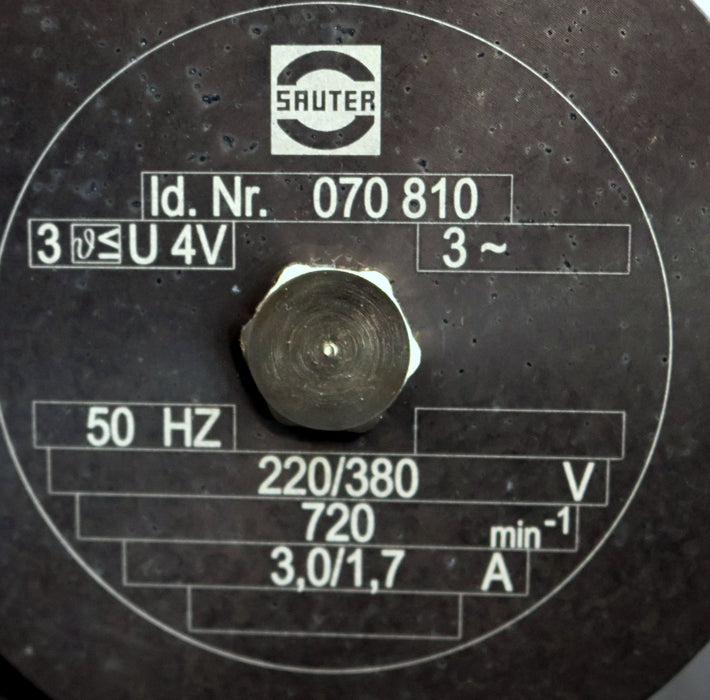 SAUTER
Id. Nr. 070 810
3 ϑ≤ U 4V 3 ~
50 HZ
220/380 V
720 min⁻¹
3,0/1,7 A